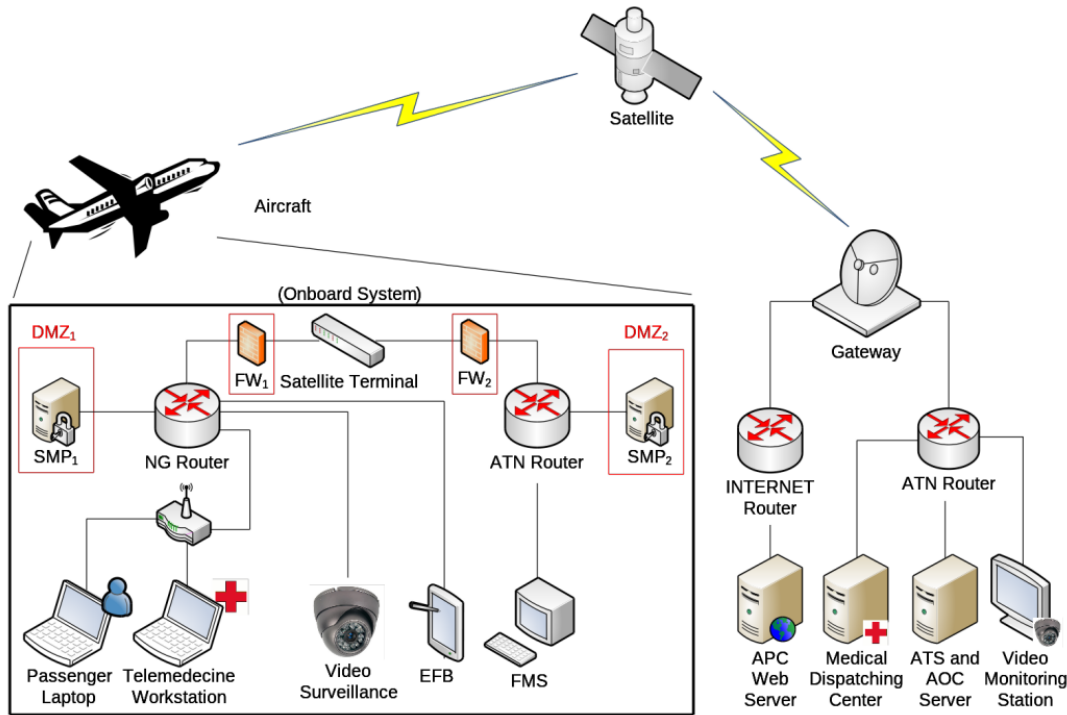 Satellite
Aircraft
(Onboard System)
DMZ1
DMZ2
FW1
Satellite Terminal
FW2
Gateway
SMP1
NG Router
ATN Router
SMP2
INTERNET
Router
ATN Router
Passenger
Laptop
Telemedecine
Workstation
Video
Surveillance
EFB
FMS
APC
Web
Server
Medical
Dispatching
Center
ATS and
AOC
Server
Video
Monitoring
Station